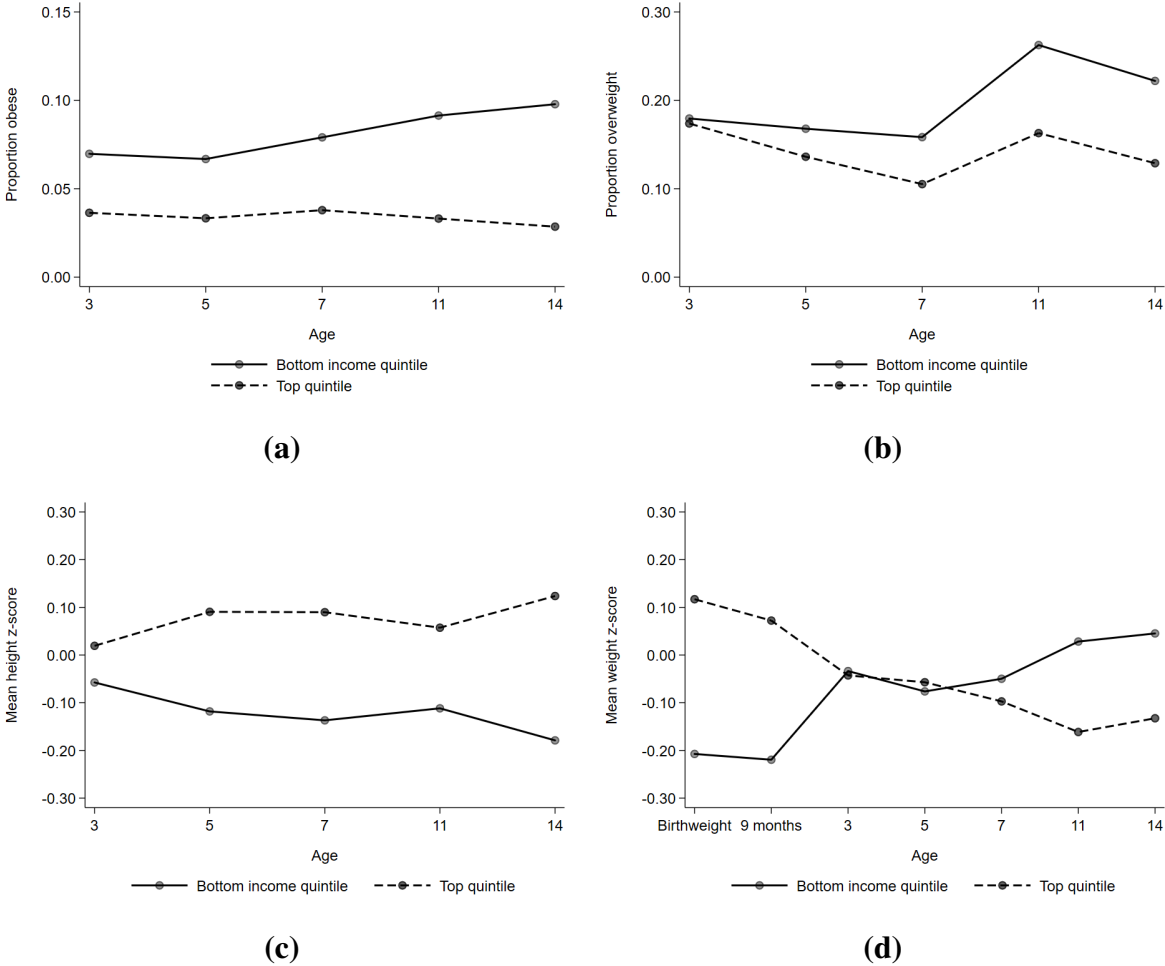 Proportion obese
0.15
0.10
0.05
0.00
3 5 7 11 14
Age
Bottom income quintile
Top quintile
(a)
Proportion overweight
0.30
0.20
0.10
0.00
3 5 7 11 14
Age
Bottom income quintile
Top quintile
(b)
Mean height z-score
0.30
0.20
0.10
0.00
-0.10
-0.20
-0.30
3 5 7 11 14
Age
Bottom income quintile Top quintile
(c)
Mean weight z-score
0.30
0.20
0.10
0.00
-0.10
-0.20
-0.30
Birthweight 9 months 3 5 7 11 14
Age
Bottom income quintile Top quintile
(d)